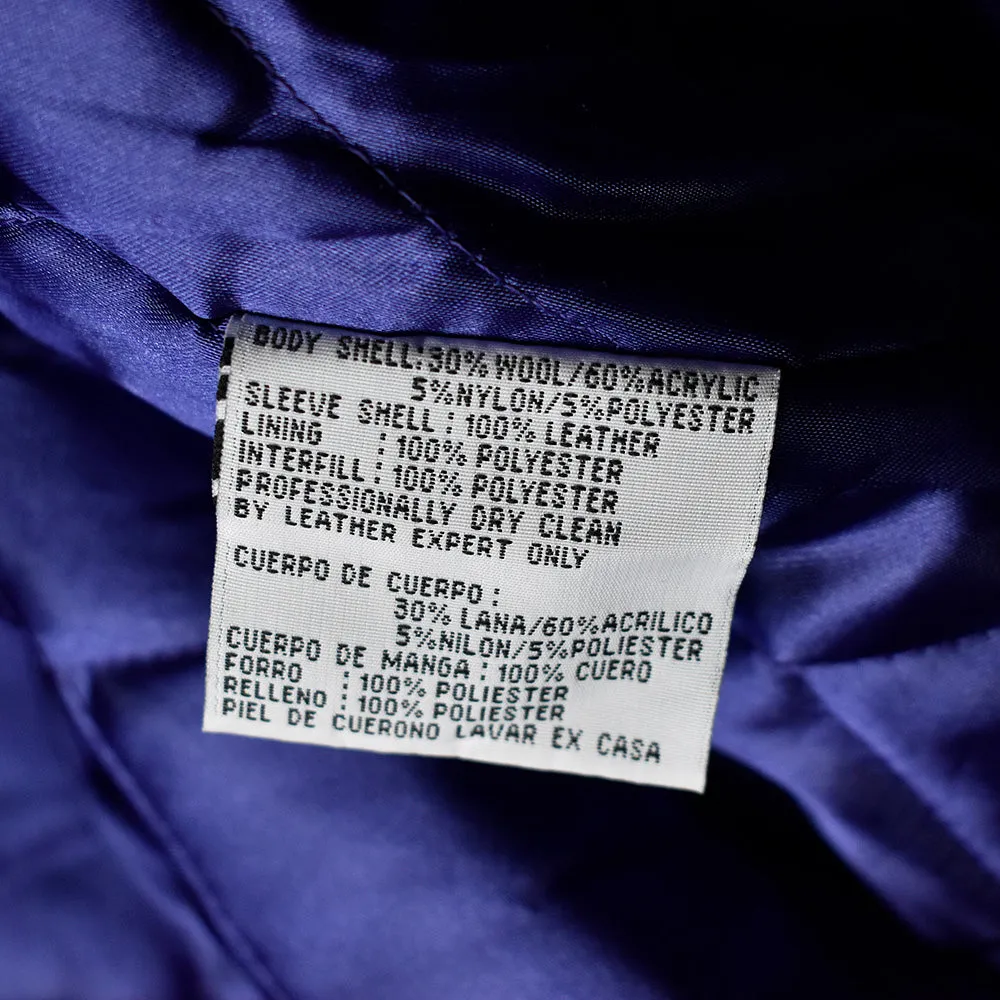 BODY SHELL:30% WOOL/60%ACRYLIC
5%NYLON/5%POLYESTER
SLEEVE SHELL:100% LEATHER
LINING :100% POLYESTER
INTERFILL:100% POLYESTER
PROFESSIONALLY DRY CLEAN
BY LEATHER EXPERT ONLY
CUERPO DE CUERPO:
30% LANA/60%ACRILICO
5%NILON/5%POLIESTER
CUERPO DE MANGA:100% CUERO
FORRO :100% POLIESTER
RELLENO :100% POLIESTER
PIEL DE CUERONO LAVAR EX CASA